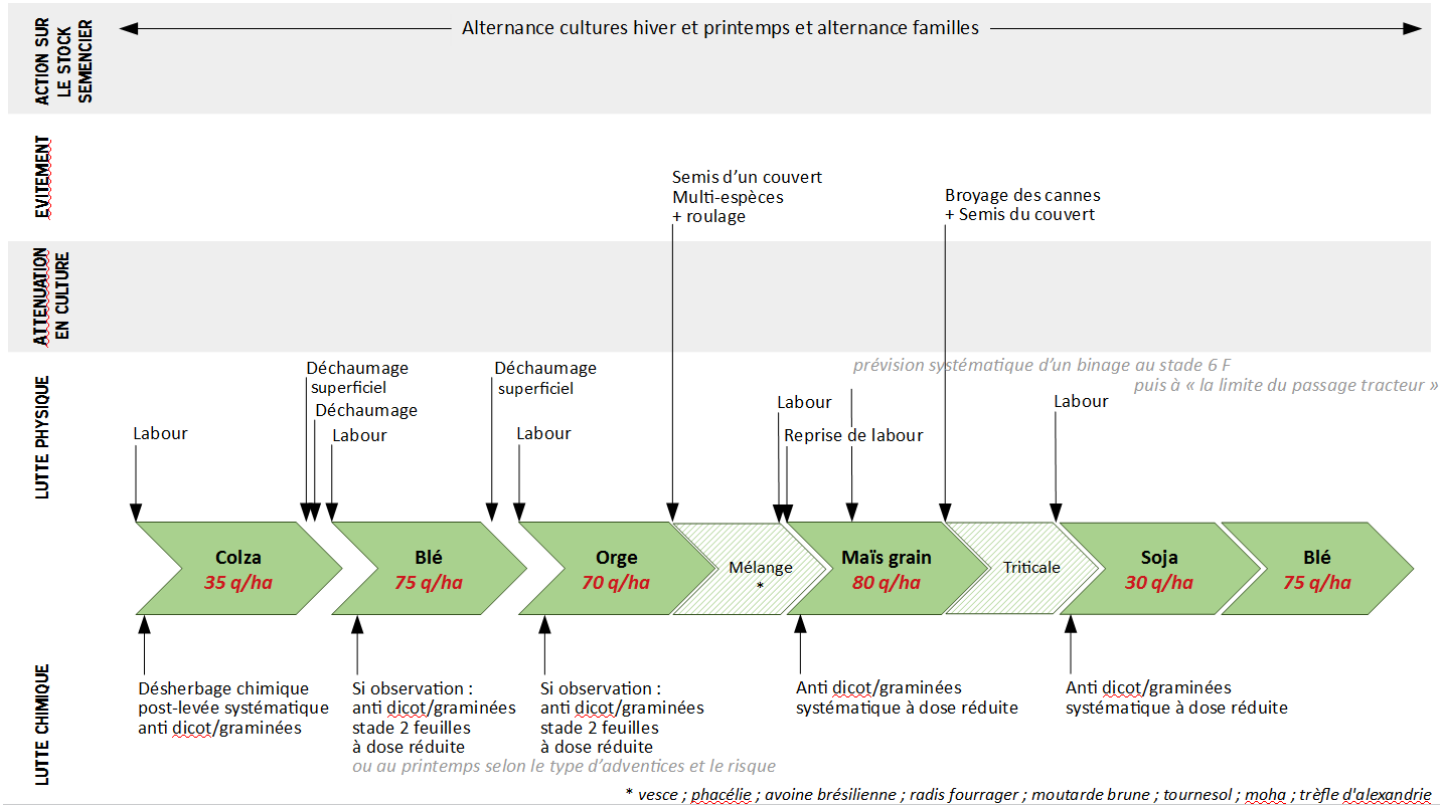 ACTION SUR
LE STOCK
SEMENCIER
Alternance cultures hiver et printemps et alternance familles
EVITEMENT
Semis d'un couvert
Multi-espèces
+ roulage
Broyage des cannes
+ Semis du couvert
ATTENUATION
EN CULTURE
LUTTE PHYSIQUE
prévision systématique d'un binage au stade 6 F
puis à « la limite du passage tracteur »
Labour
Déchaumage
superficiel
Déchaumage
Labour
Déchaumage
superficiel
Labour
Labour
Reprise de labour
Labour
Colza
35 q/ha
Blé
75 q/ha
Orge
70 q/ha
Mélange
*
Maïs grain
80 q/ha
Triticale
Soja
30 q/ha
Blé
75 q/ha
LUTTE CHIMIQUE
Désherbage chimique
post-levée systématique
anti dicot/graminées
Si observation :
anti dicot/graminées
stade 2 feuilles
à dose réduite
Si observation :
anti dicot/graminées
stade 2 feuilles
à dose réduite
ou au printemps selon le type d'adventices et le risque
Anti dicot/graminées
systématique à dose réduite
Anti dicot/graminées
systématique à dose réduite
* vesce ; phacélie ; avoine brésilienne ; radis fourrager ; moutarde brune ; tournesol ; moha ; trèfle d'alexandrie